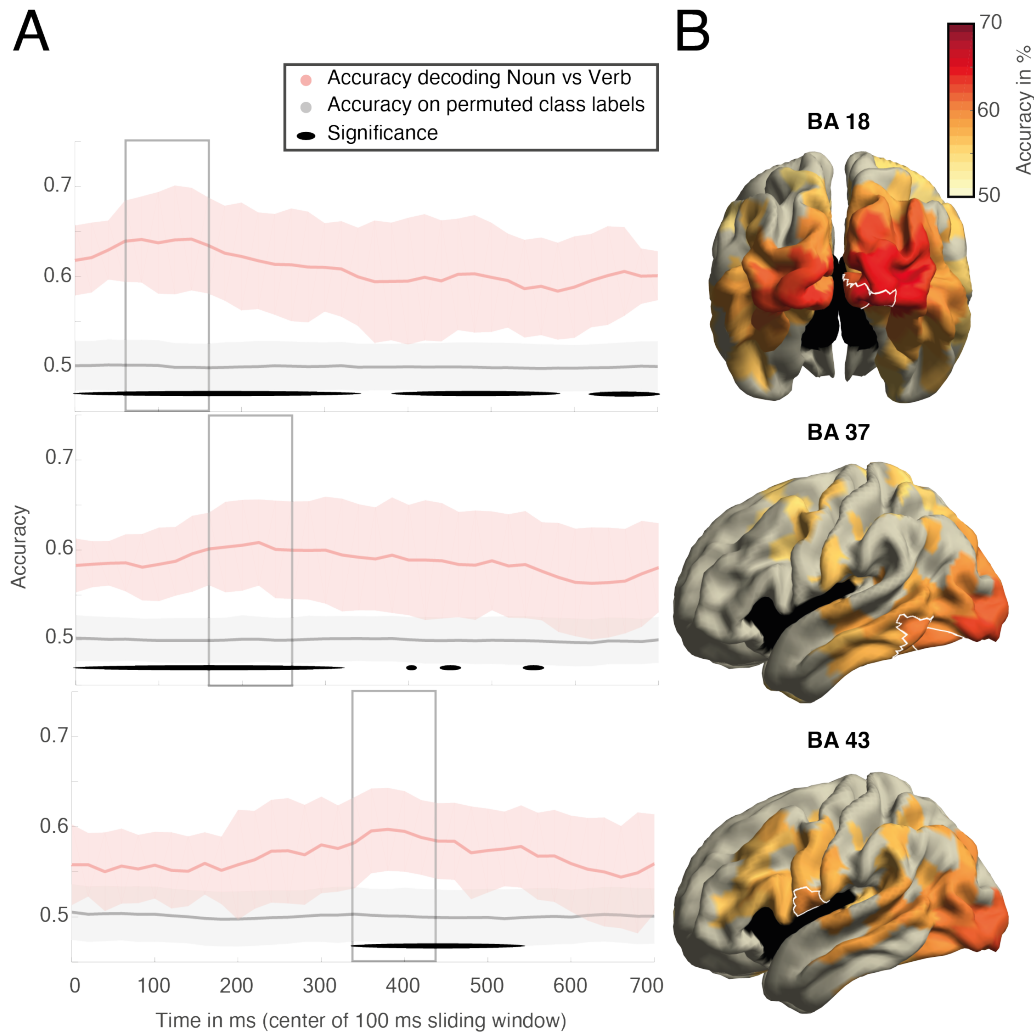 A
Accuracy decoding Noun vs Verb
Accuracy on permuted class labels
Significance
0.7
0.6
0.5
0.7
0.6
0.5
0.7
0.6
0.5
Accuracy
0 100 200 300 400 500 600 700
Time in ms (center of 100 ms sliding window)
B
70
60
50
Accuracy in %
BA 18
BA 37
BA 43